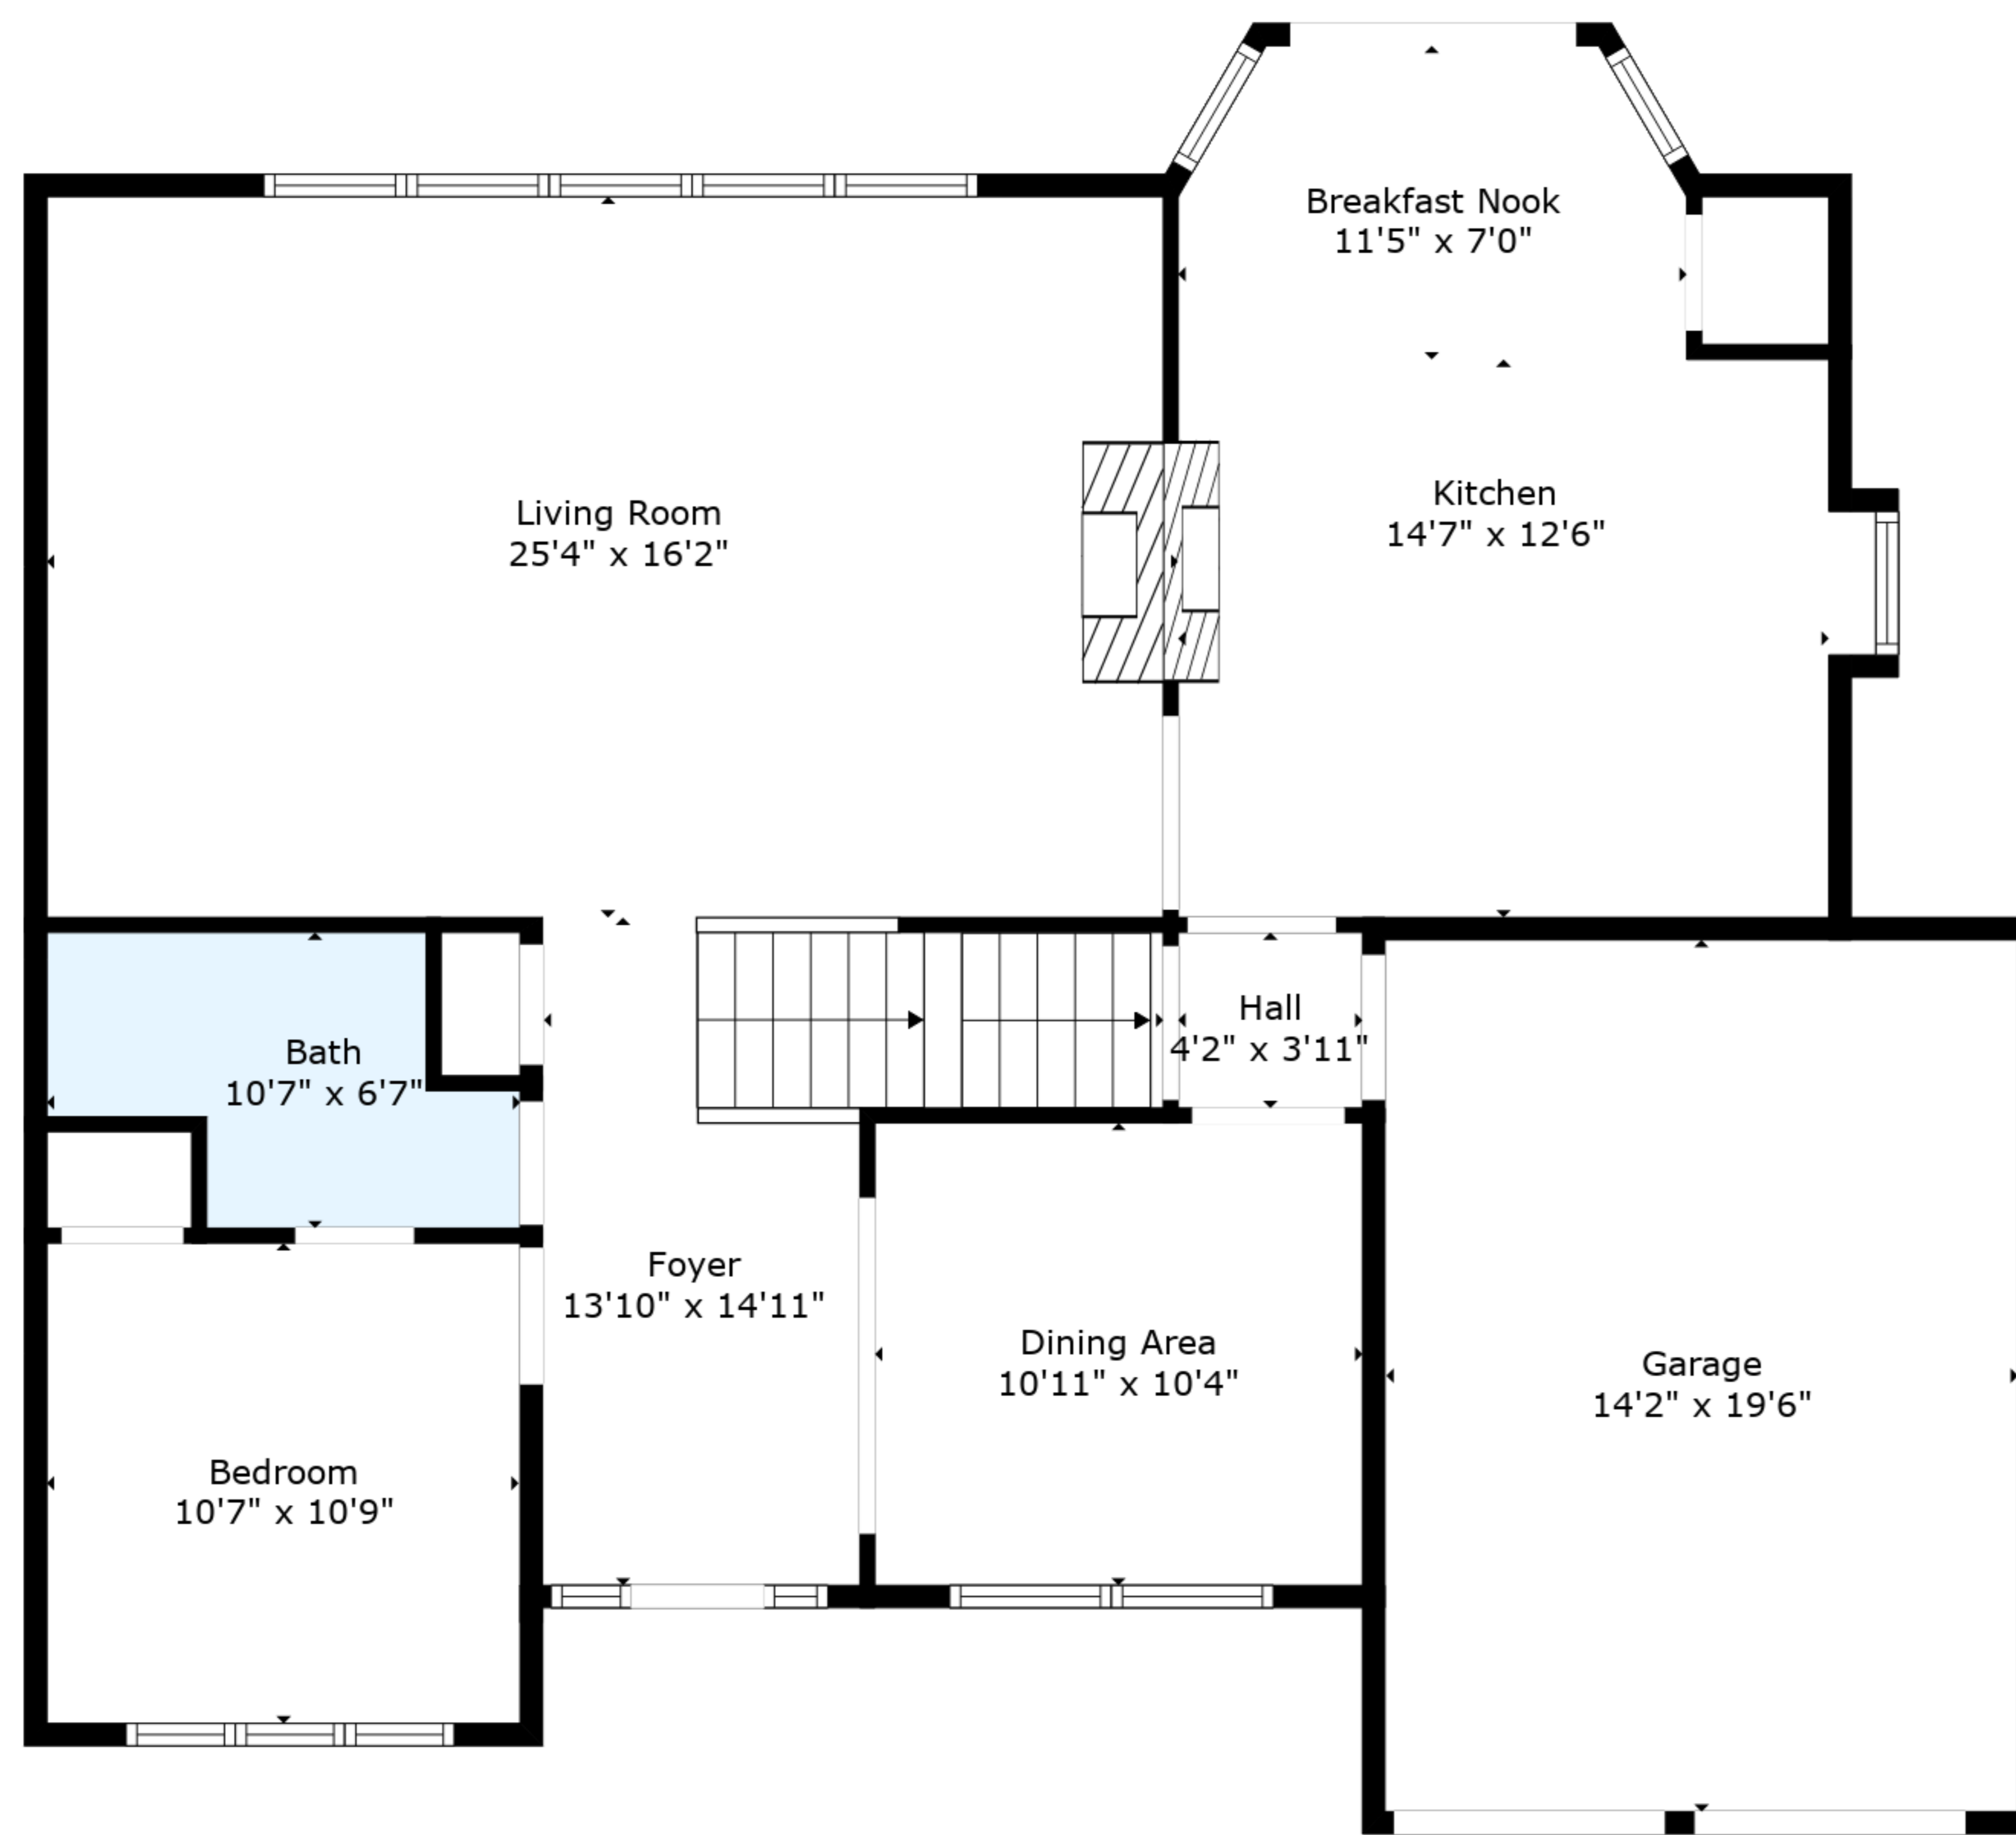 Breakfast Nook
11'5" x 7'0"
Living Room
25'4" x 16'2"
Kitchen
14'7" x 12'6"
Bath
10'7" x 6'7"
Hall
4'2" x 3'11"
Foyer
13'10" x 14'11"
Dining Area
10'11" x 10'4"
Garage
14'2" x 19'6"
Bedroom
10'7" x 10'9"